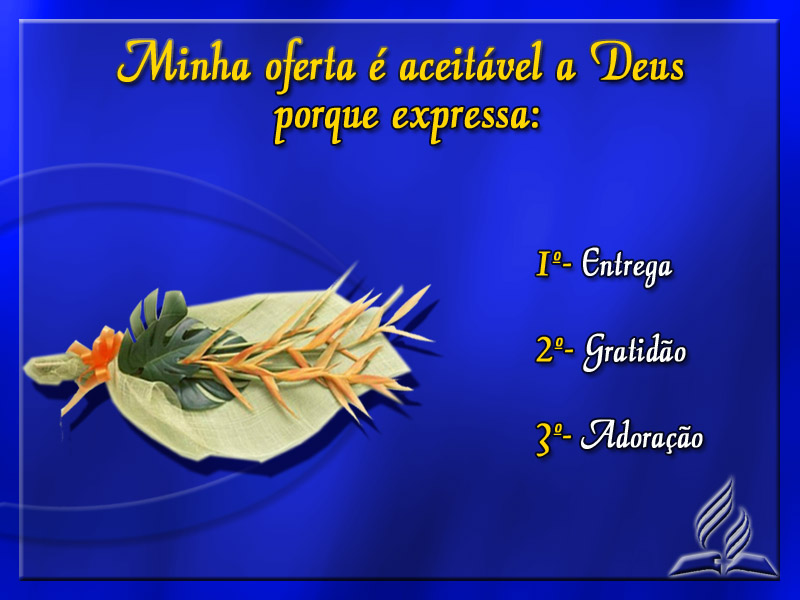 Minha oferta é aceitável a Deus
porque expressa:
1º- Entrega
2º- Gratidão
3º- Adoração